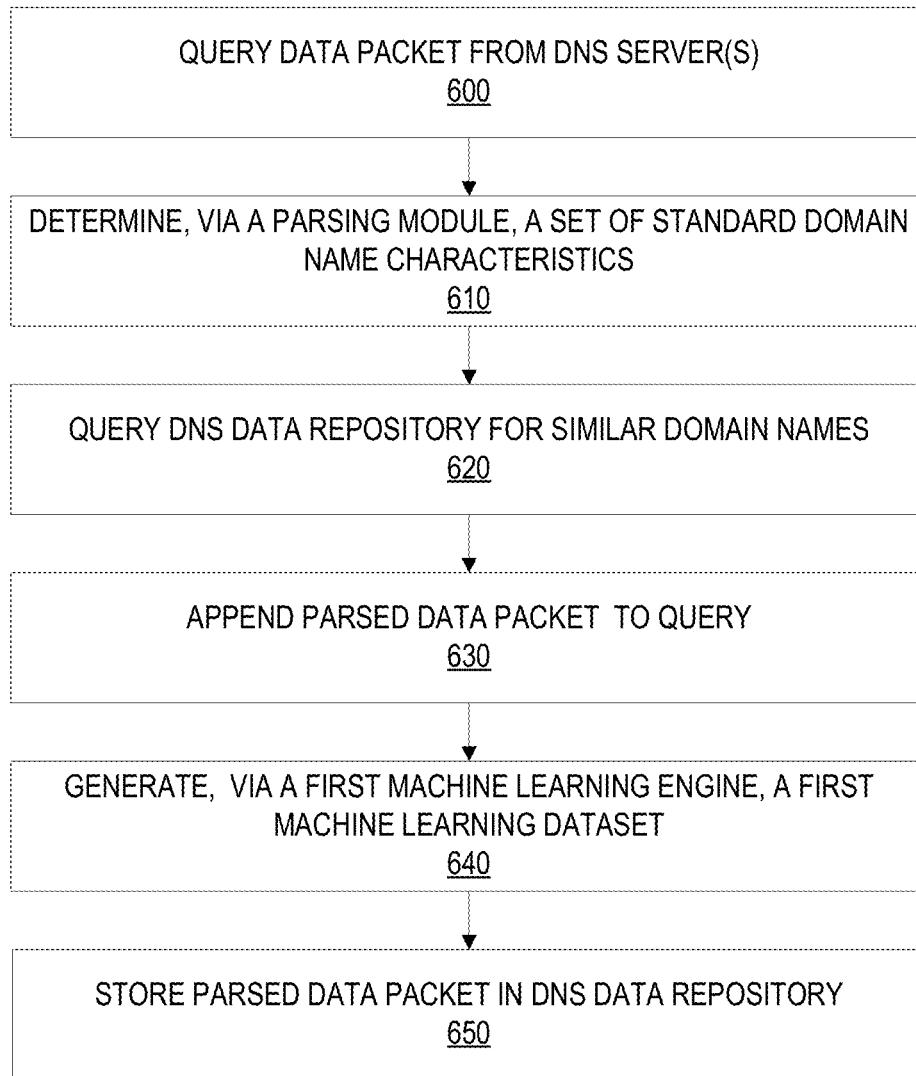 QUERY DATA PACKET FROM DNS SERVER(S)
600
DETERMINE, VIA A PARSING MODULE, A SET OF STANDARD DOMAIN
NAME CHARACTERISTICS
610
QUERY DNS DATA REPOSITORY FOR SIMILAR DOMAIN NAMES
620
APPEND PARSED DATA PACKET TO QUERY
630
GENERATE, VIA A FIRST MACHINE LEARNING ENGINE, A FIRST
MACHINE LEARNING DATASET
640
STORE PARSED DATA PACKET IN DNS DATA REPOSITORY
650